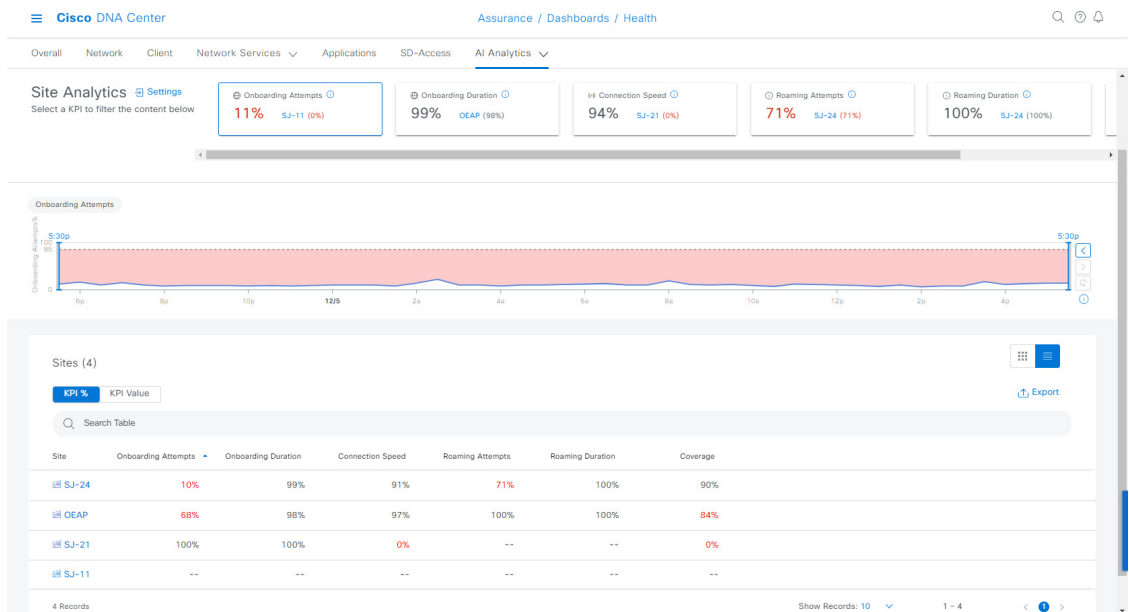 Cisco DNA Center
Assurance / Dashboards / Health
Overall Network Client Network Services Applications SD-Access AI Analytics
Site Analytics Settings
Select a KPI to filter the content below
Onboarding Attempts
11% SJ-11 (0%)
Onboarding Duration
99% OEAP (98%)
Connection Speed
94% SJ-21 (0%)
Roaming Attempts
71% SJ-24 (71%)
Roaming Duration
100% SJ-24 (100%)
Onboarding Attempts
Onboarding Attempts%
5:30p 5:30p
100
85
0
6p 8p 10p 12/5 2a 4a 6a 8a 10a 12p 2p 4p
Sites (4)
KPI % KPI Value
Export
Search Table
Site Onboarding Attempts Onboarding Duration Connection Speed Roaming Attempts Roaming Duration Coverage
SJ-24 10% 99% 91% 71% 100% 90%
OEAP 68% 98% 97% 100% 100% 84%
SJ-21 100% 100% 0% -- -- 0%
SJ-11 -- -- -- -- -- --
4 Records Show Records: 10 1 - 4 < 1 >